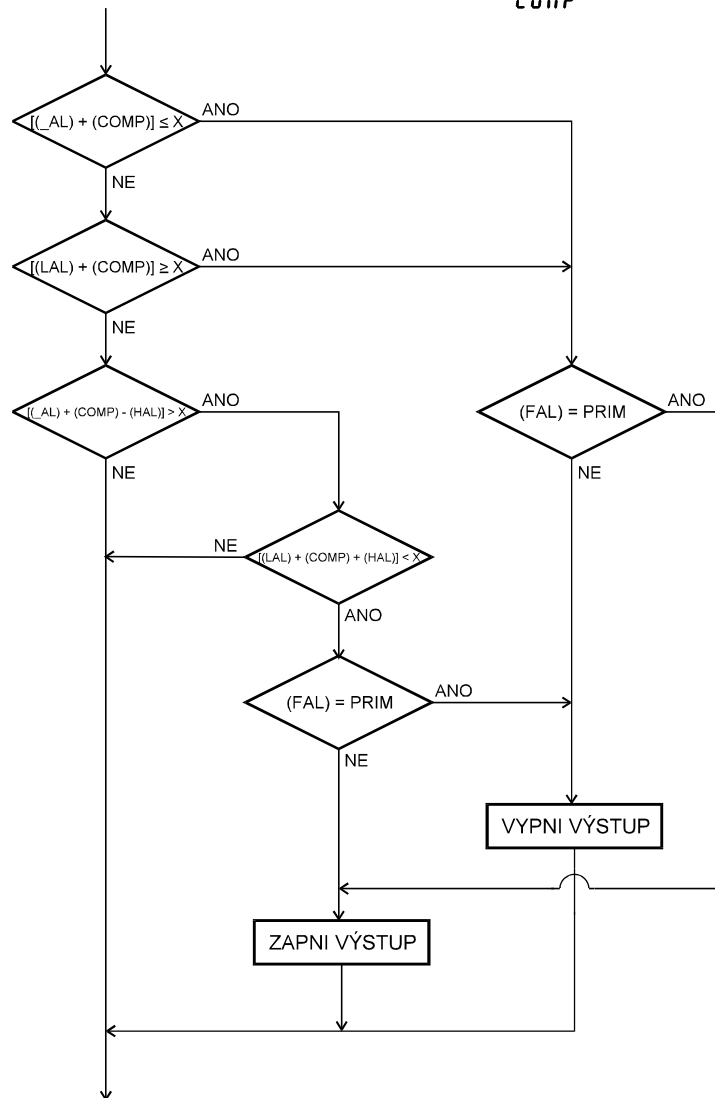 [(_AL) + (COMP)] ≤ X
ANO
NE
[(LAL) + (COMP)] ≥ X
ANO
NE
[(_AL) + (COMP) - (HAL)] > X
ANO
NE
(FAL) = PRIM
ANO
NE
[(LAL) + (COMP) + (HAL)] < X
NE
ANO
(FAL) = PRIM
ANO
NE
VYPNI VÝSTUP
ZAPNI VÝSTUP